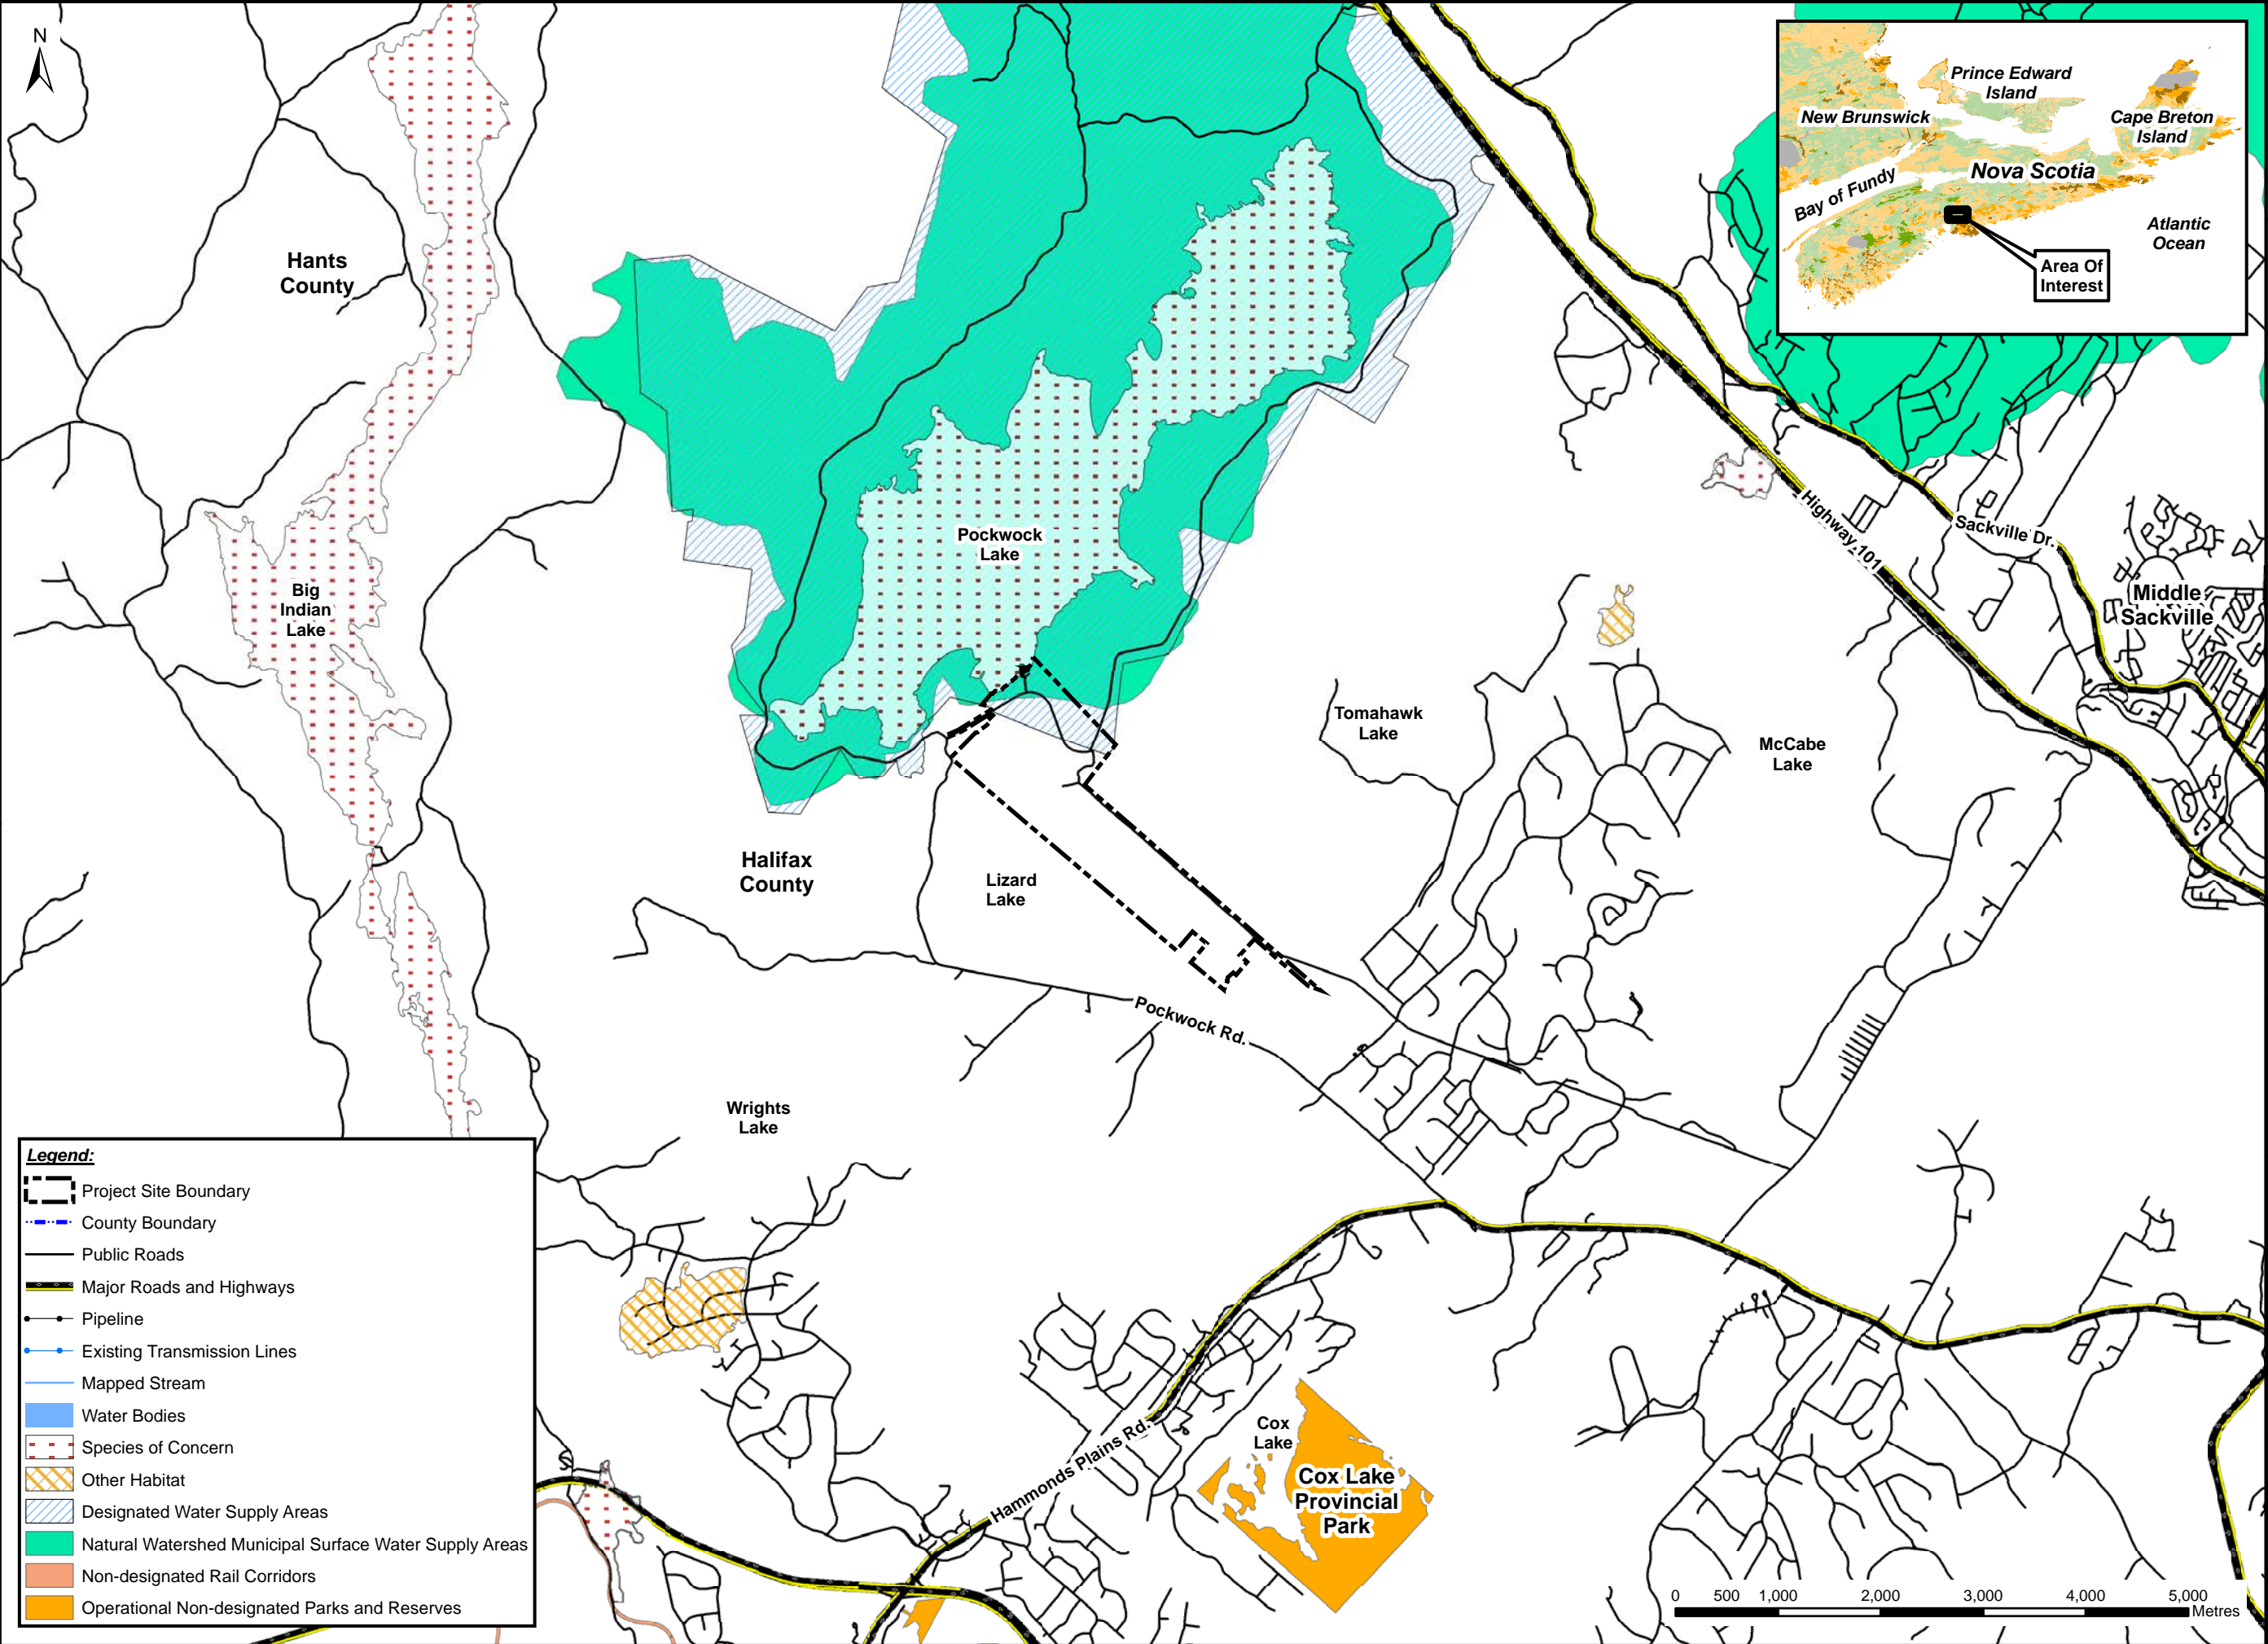 N
Prince Edward
Island
New Brunswick
Cape Breton
Island
Nova Scotia
Bay of Fundy
Atlantic
Ocean
Area Of
Interest
Hants
County
Pockwock
Lake
Highway 101
Sackville Dr.
Middle
Sackville
Big
Indian
Lake
Tomahawk
Lake
McCabe
Lake
Halifax
County
Lizard
Lake
Pockwock Rd.
Wrights
Lake
Hammonds Plains Rd.
Cox
Lake
Cox Lake
Provincial
Park
Legend:
Project Site Boundary
County Boundary
Public Roads
Major Roads and Highways
Pipeline
Existing Transmission Lines
Mapped Stream
Water Bodies
Species of Concern
Other Habitat
Designated Water Supply Areas
Natural Watershed Municipal Surface Water Supply Areas
Non-designated Rail Corridors
Operational Non-designated Parks and Reserves
0 500 1,000 2,000 3,000 4,000 5,000
Metres